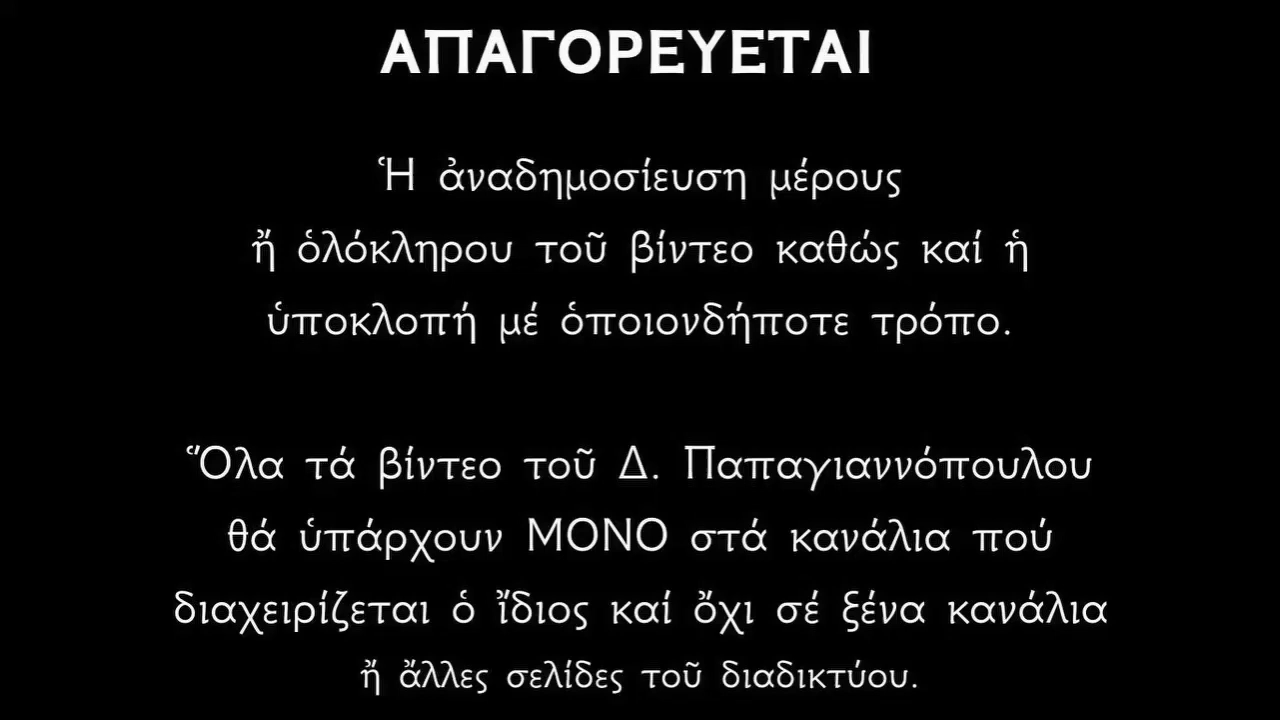 ΑΠΑΓΟΡΕΥΕΤΑΙ
Ἡ ἀναδημοσίευση μέρους
ἤ ὁλόκληρου τοῦ βίντεο καθώς καί ἡ
ὑποκλοπή μέ ὁποιονδήποτε τρόπο.
Ὅλα τά βίντεο τοῦ Δ. Παπαγιαννόπουλου
θά ὑπάρχουν ΜΟΝΟ στά κανάλια πού
διαχειρίζεται ὁ ἴδιος καί ὄχι σέ ξένα κανάλια
ἤ ἄλλες σελίδες τοῦ διαδικτύου.